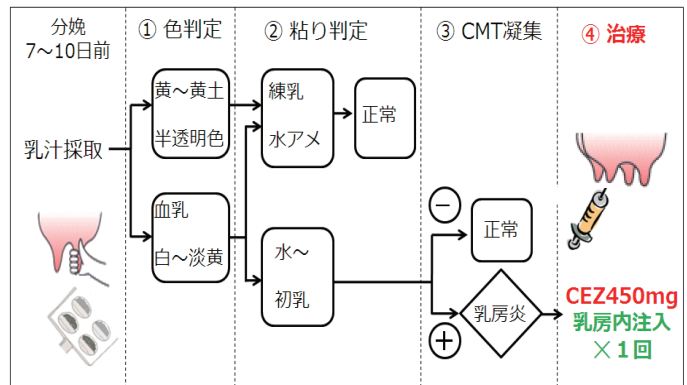 分娩
7～10日前
① 色判定
② 粘り判定
③ CMT凝集
④ 治療
乳汁採取
黄～黄土
半透明色
血乳
白～淡黄
練乳
水アメ
正常
水～
初乳
−
正常
+
乳房炎
CEZ450mg
乳房内注入
×１回